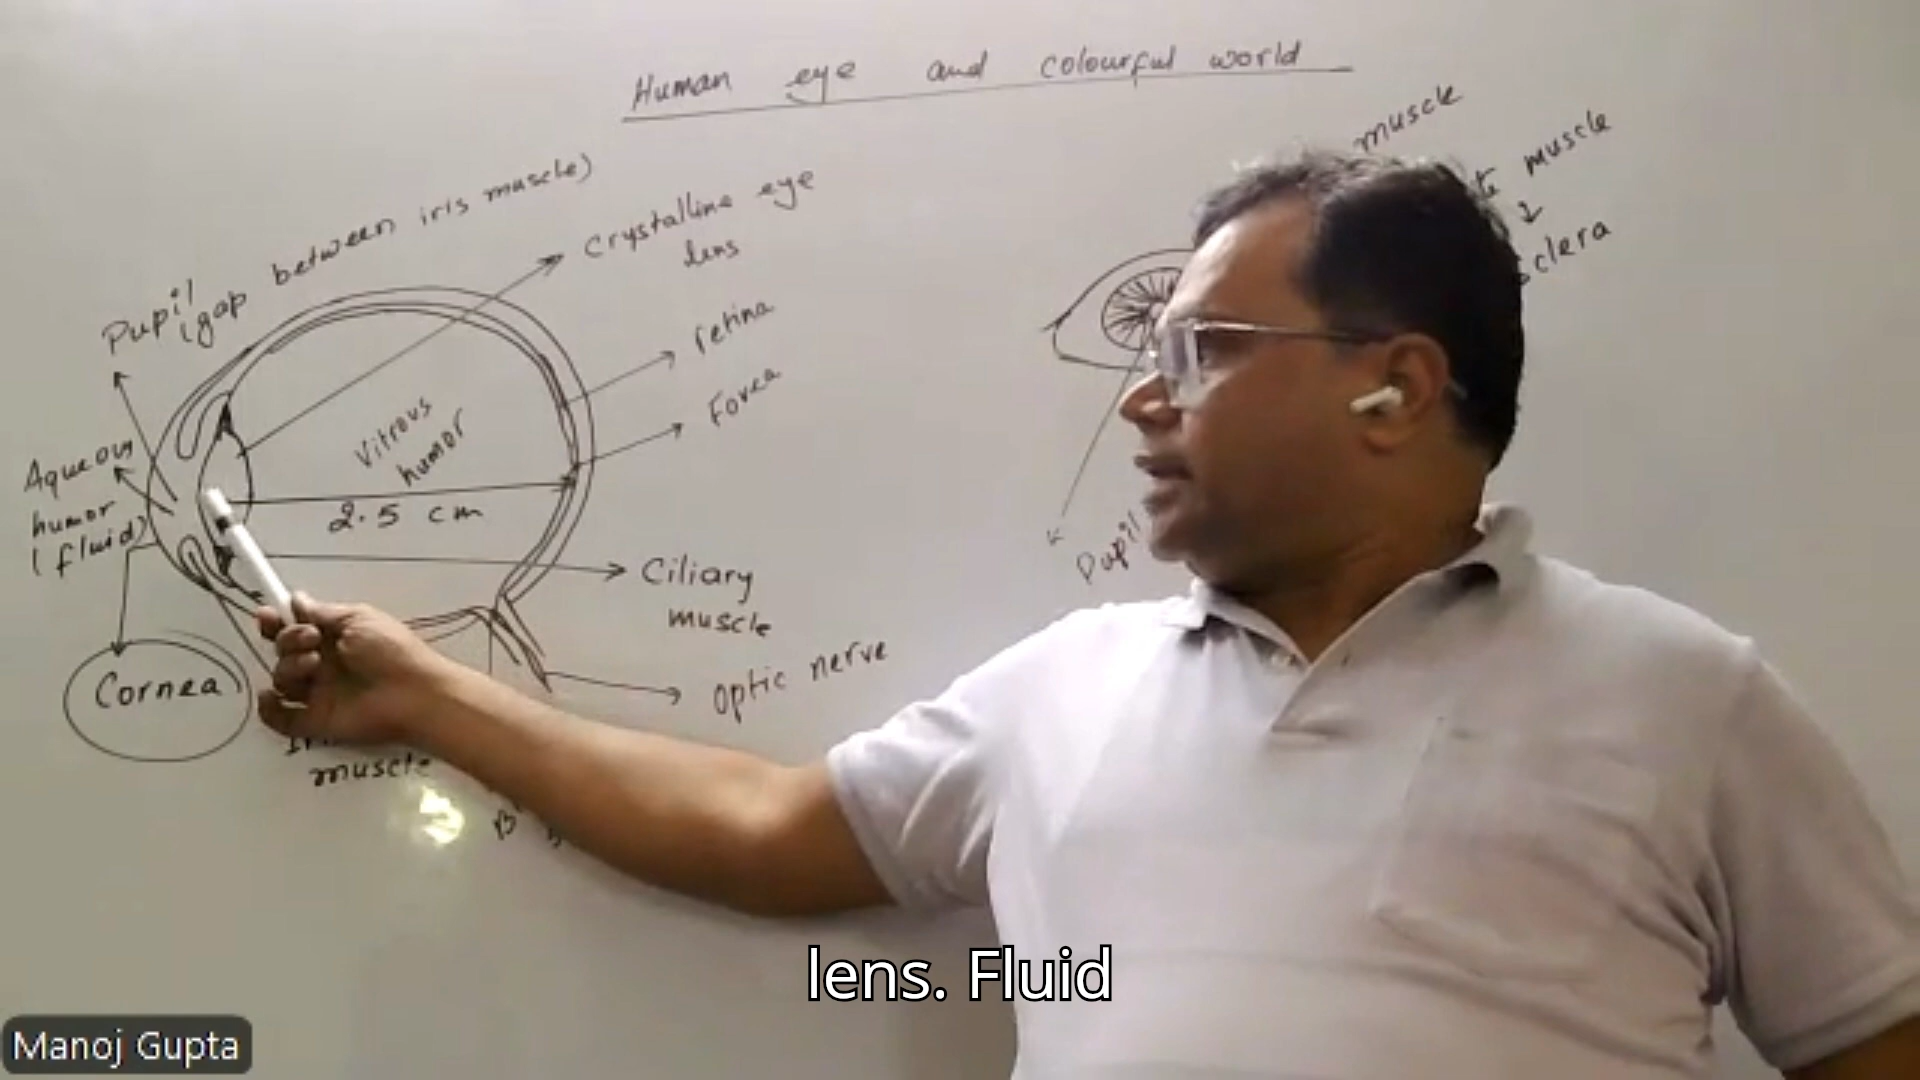 Human eye and colourful world
Pupil
(gap between iris muscle)
Crystalline eye
lens
retina
Fovea
Vitrous
humor
2.5 cm
Aqueous
humor
(fluid)
Ciliary
muscle
Cornea
optic nerve
muscle
muscle
muscle
sclera
Pupil
lens. Fluid
Manoj Gupta